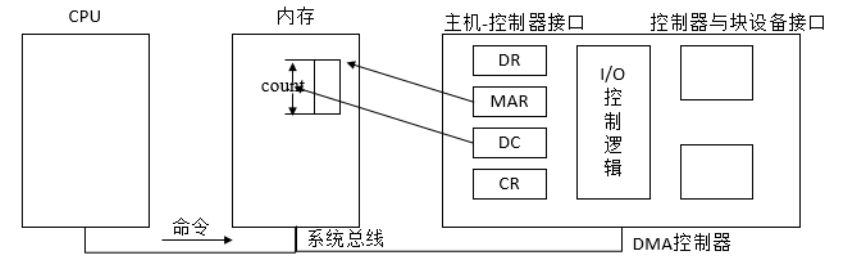 CPU
内存
主机-控制器接口
控制器与块设备接口
count
DR
MAR
DC
CR
I/O
控
制
逻
辑
命令
系统总线
DMA控制器